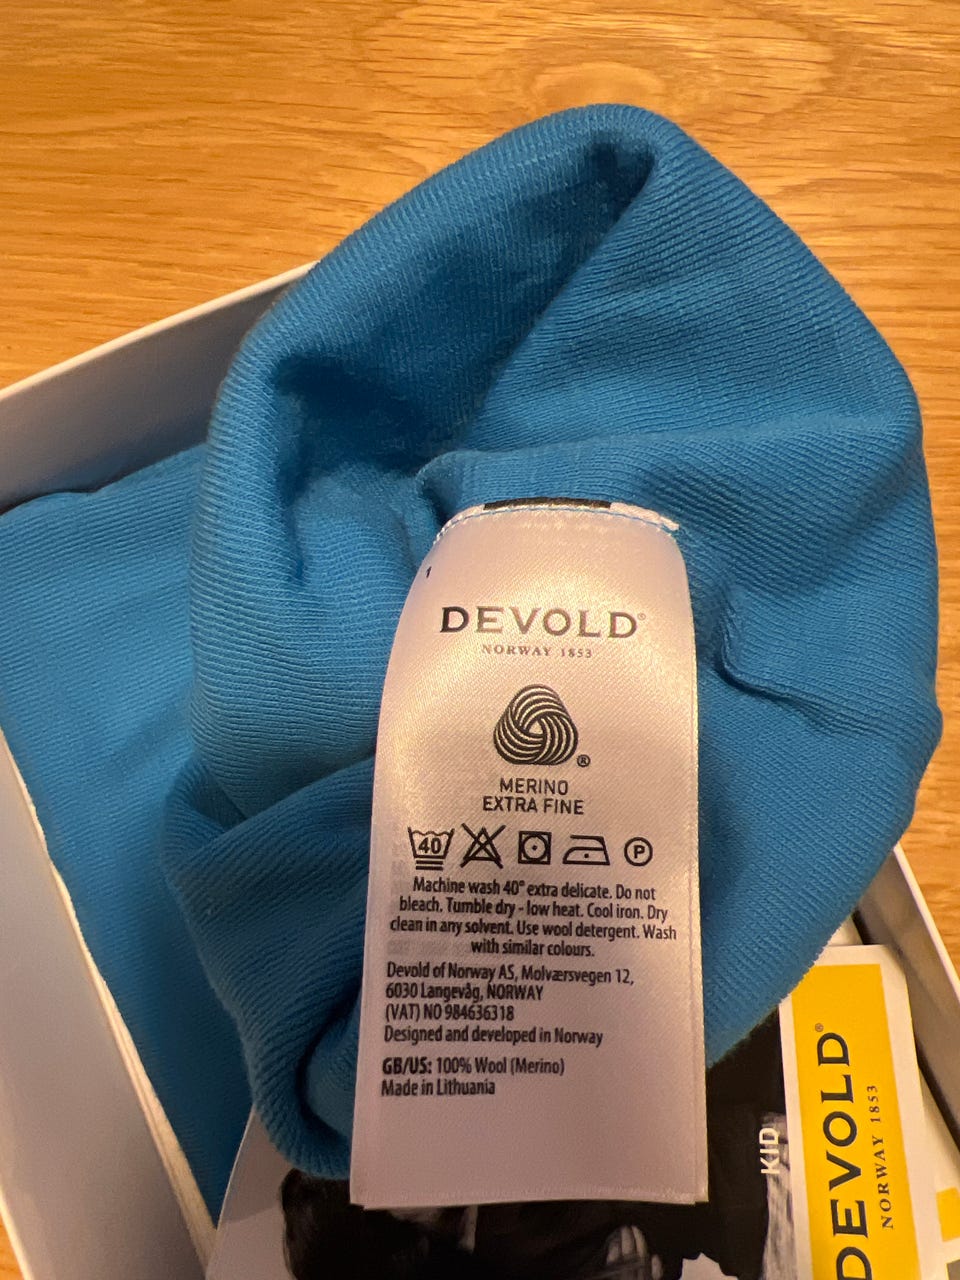 1
DEVOLD®
NORWAY 1853
®
MERINO
EXTRA FINE
40
P
Machine wash 40° extra delicate. Do not
bleach. Tumble dry - low heat. Cool iron. Dry
clean in any solvent. Use wool detergent. Wash
with similar colours.
Devold of Norway AS, Molværsvegen 12,
6030 Langevåg, NORWAY
(VAT) NO 984636318
Designed and developed in Norway
GB/US: 100% Wool (Merino)
Made in Lithuania
KID
DEVOLD®
NORWAY 1853